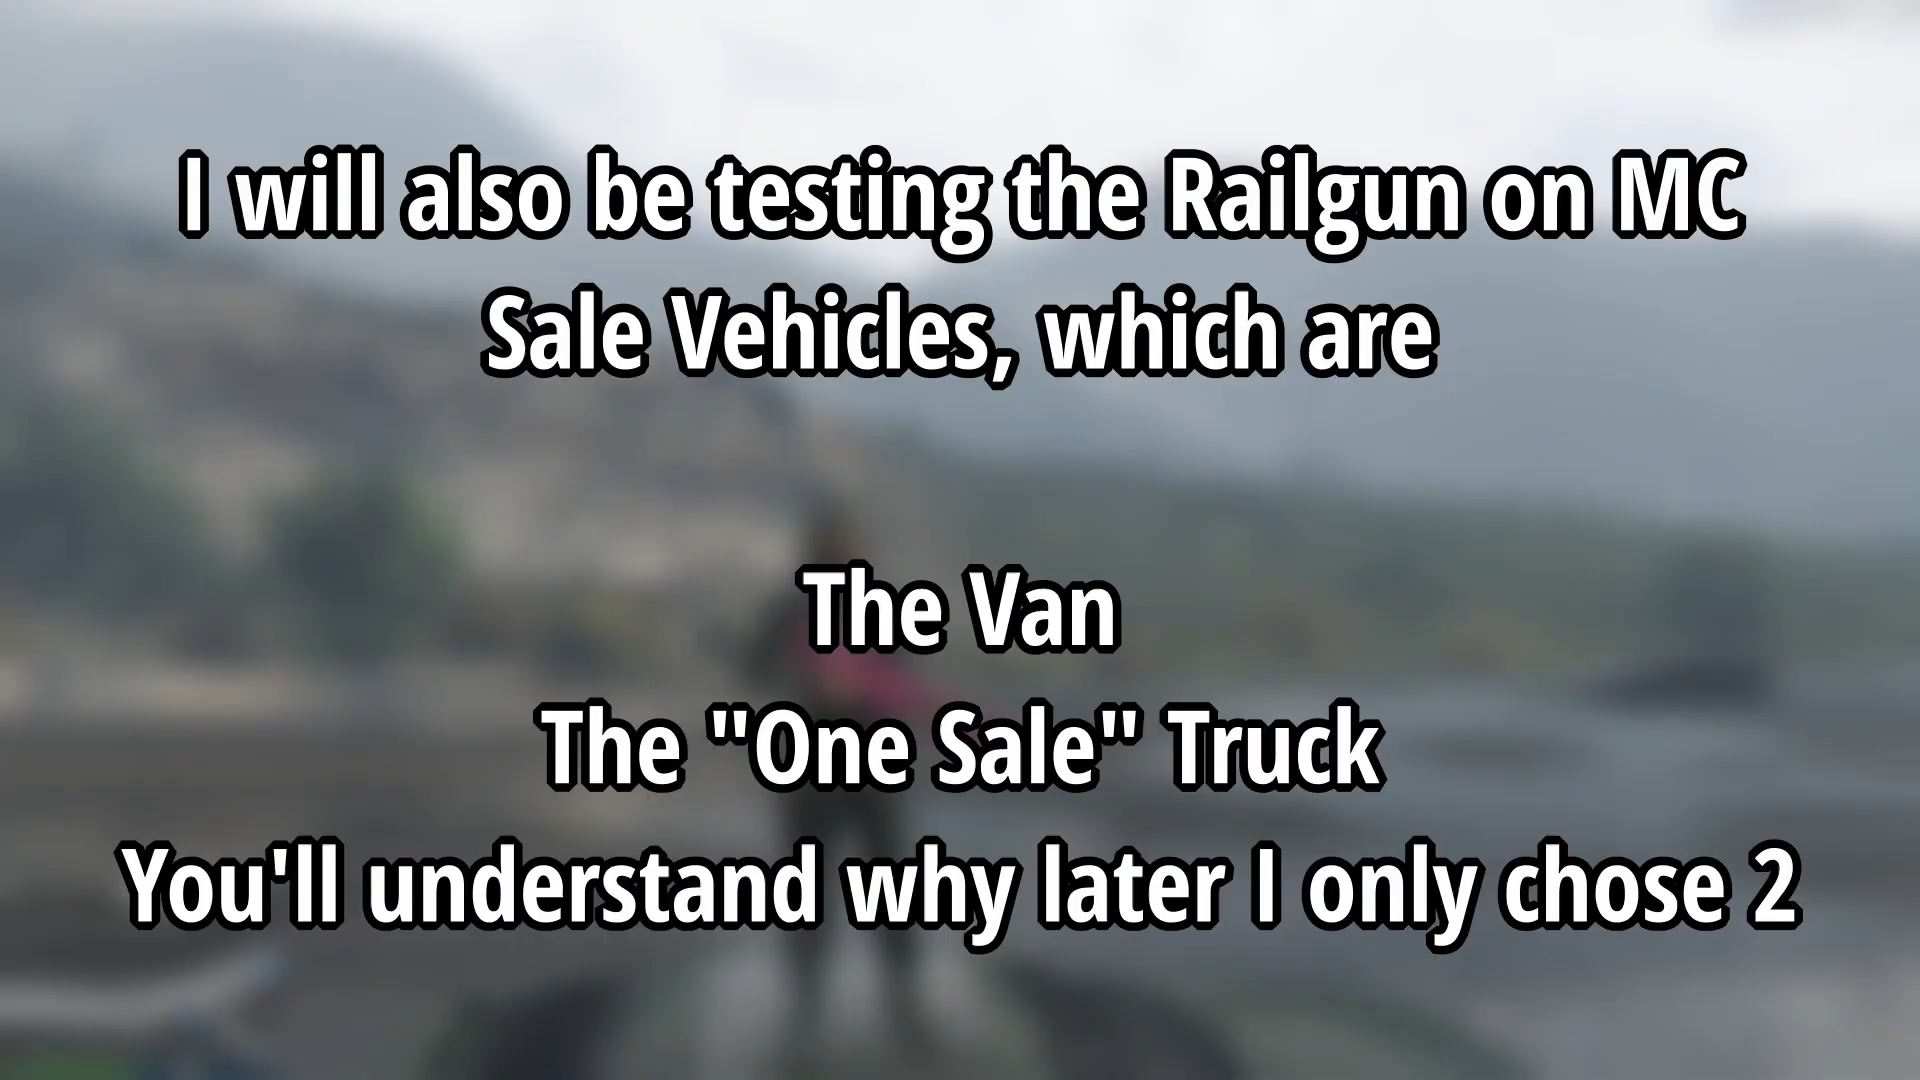 I will also be testing the Railgun on MC
Sale Vehicles, which are
The Van
The "One Sale" Truck
You'll understand why later I only chose 2